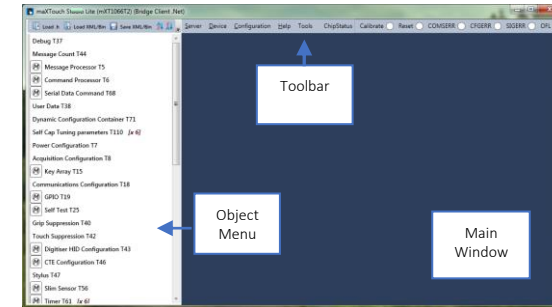 maXTouch Studio Lite (mXT1066T2) (Bridge Client .Net)
Load XML/Bin Save XML/Bin Server Device Configuration Help Tools ChipStatus Calibrate Reset COMSERR CFGERR SIGERR OFL
Debug T37
Message Count T44
Message Processor T5
Command Processor T6
Serial Data Command T68
User Data T38
Dynamic Configuration Container T71
Self Cap Tuning parameters T110 [x 6]
Power Configuration T7
Acquisition Configuration T8
Key Array T15
Communications Configuration T18
GPIO T19
Self Test T25
Grip Suppression T40
Touch Suppression T42
Digitiser HID Configuration T43
CTE Configuration T46
Stylus T47
Slim Sensor T56
Timer T61 [x 6]
Toolbar
Object
Menu
Main
Window